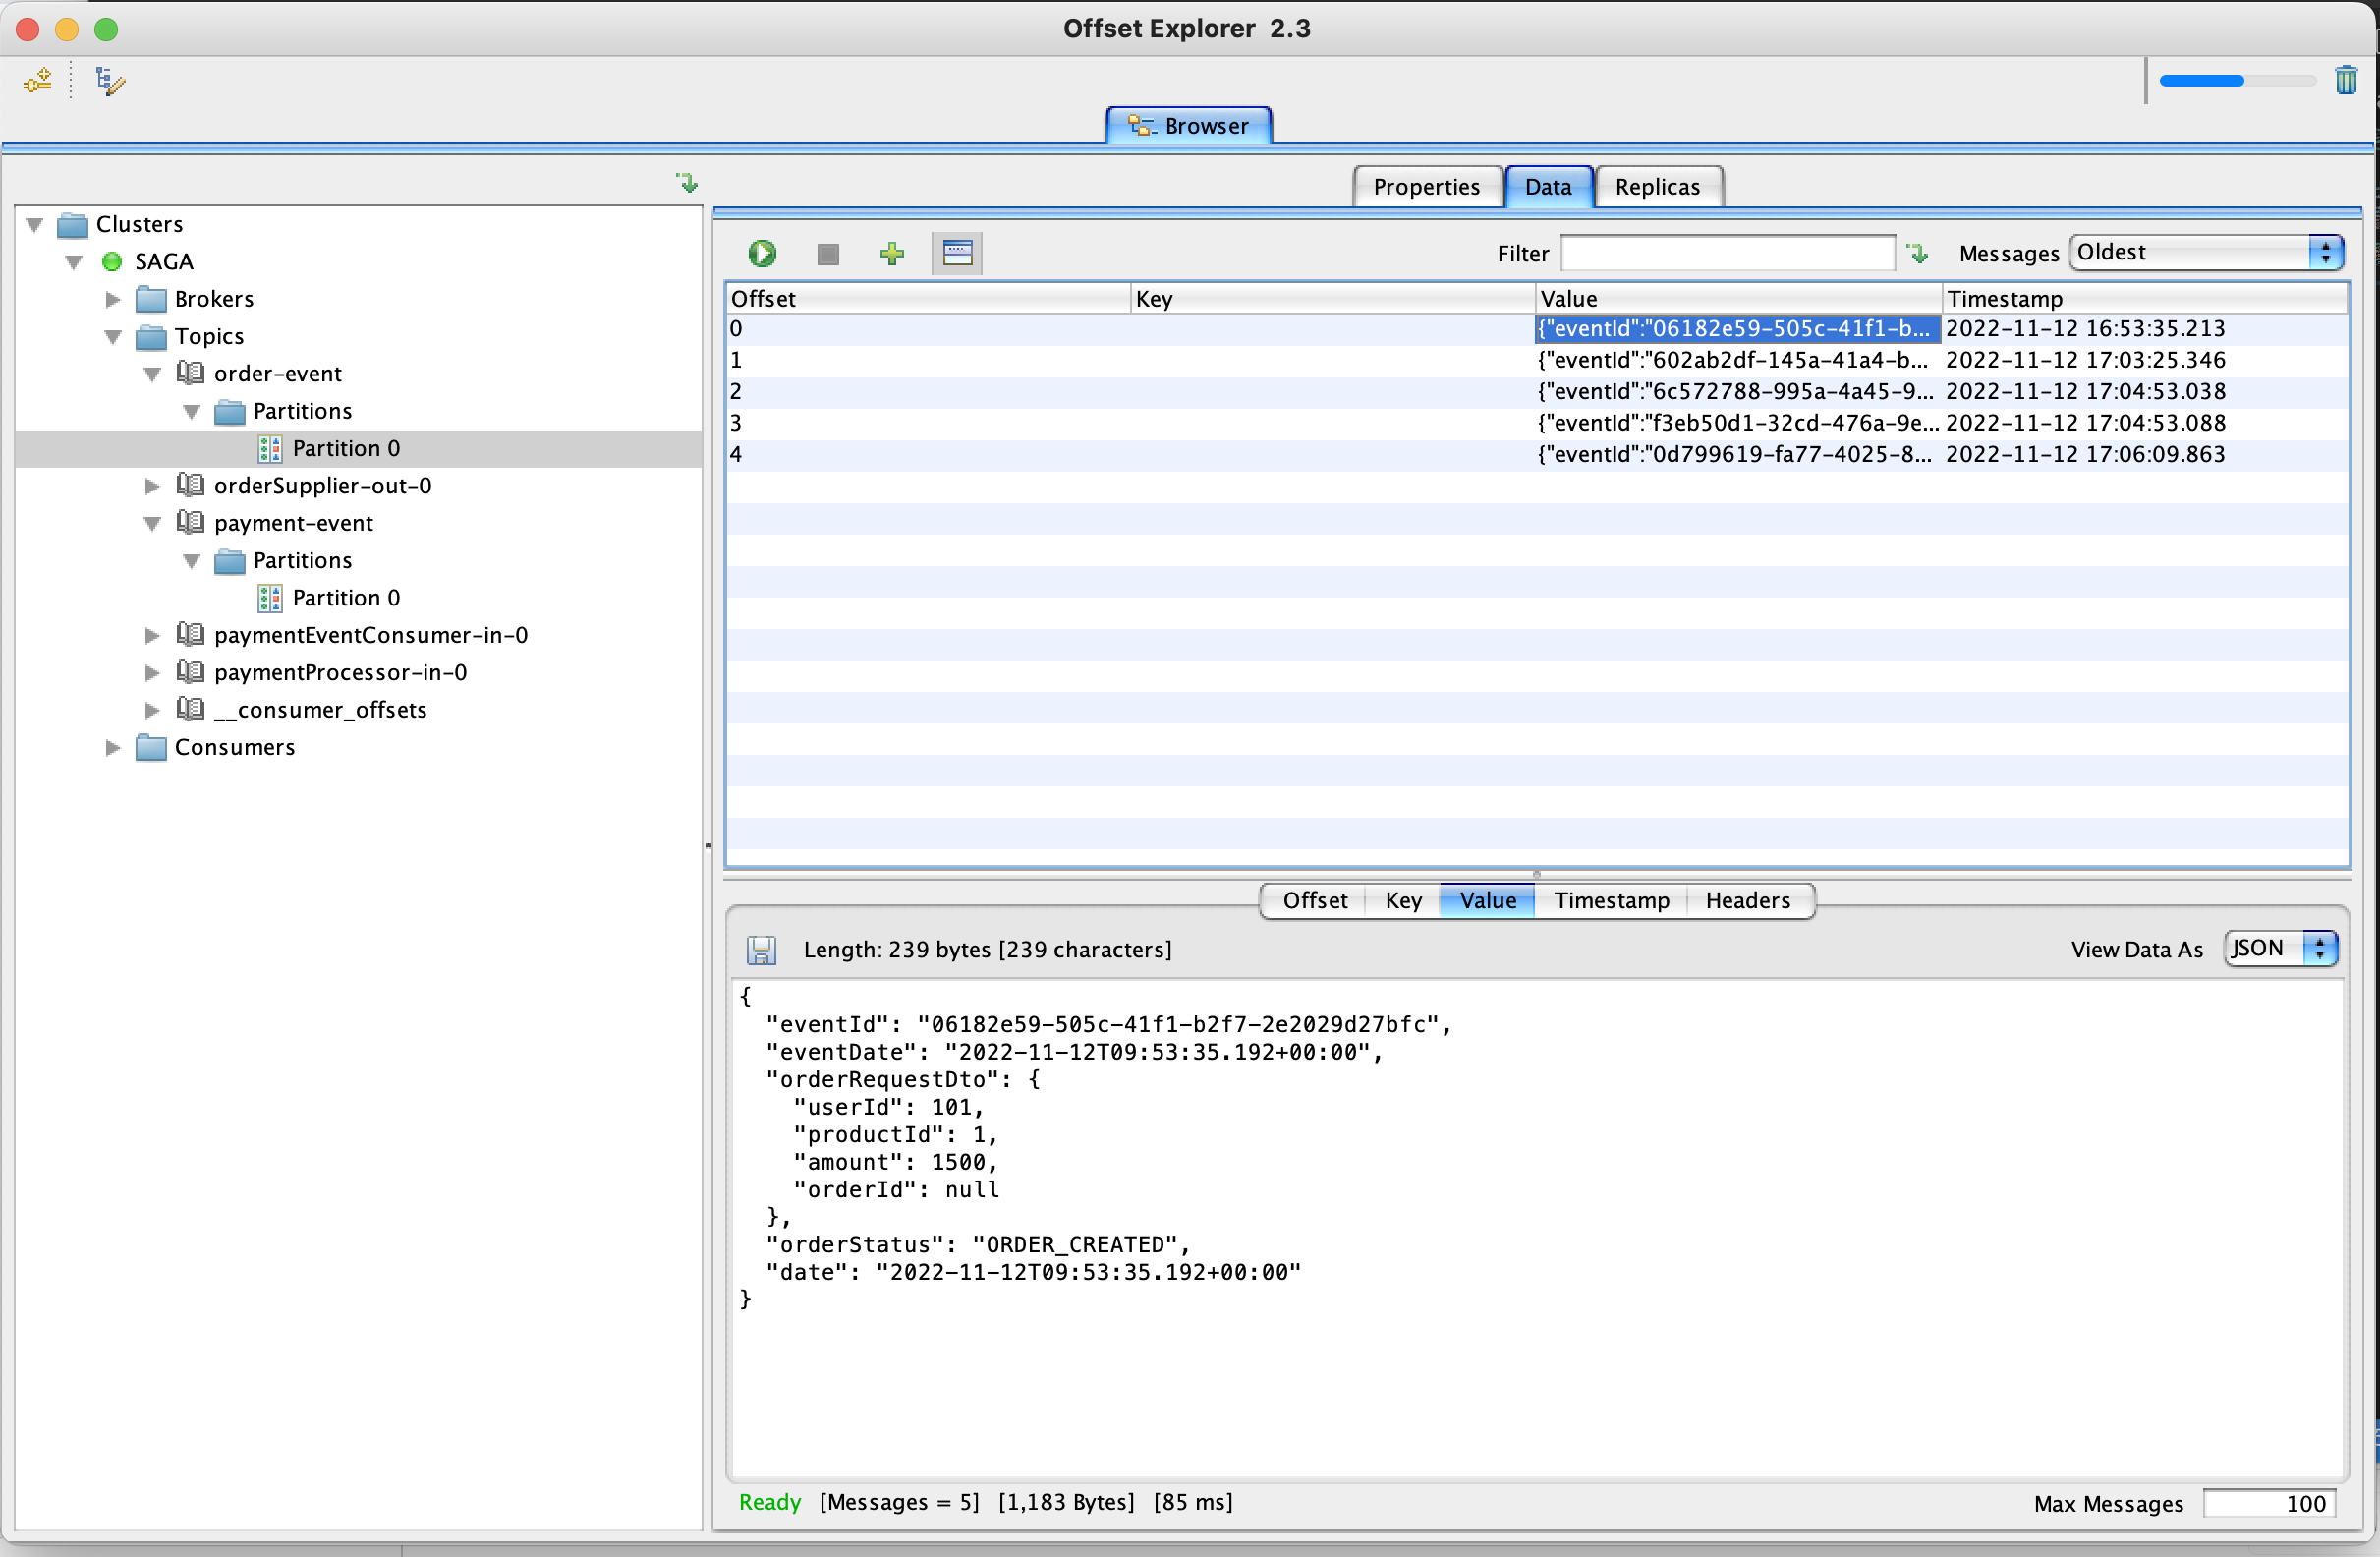 Offset Explorer  2.3
Browser
Clusters
SAGA
Brokers
Topics
order-event
Partitions
Partition 0
orderSupplier-out-0
payment-event
Partitions
Partition 0
paymentEventConsumer-in-0
paymentProcessor-in-0
__consumer_offsets
Consumers
Properties Data Replicas
Filter Messages Oldest
Offset Key Value Timestamp
0 {"eventId":"06182e59-505c-41f1-b... 2022-11-12 16:53:35.213
1 {"eventId":"602ab2df-145a-41a4-b... 2022-11-12 17:03:25.346
2 {"eventId":"6c572788-995a-4a45-9... 2022-11-12 17:04:53.038
3 {"eventId":"f3eb50d1-32cd-476a-9e... 2022-11-12 17:04:53.088
4 {"eventId":"0d799619-fa77-4025-8... 2022-11-12 17:06:09.863
Offset Key Value Timestamp Headers
Length: 239 bytes [239 characters] View Data As JSON
{
  "eventId": "06182e59-505c-41f1-b2f7-2e2029d27bfc",
  "eventDate": "2022-11-12T09:53:35.192+00:00",
  "orderRequestDto": {
    "userId": 101,
    "productId": 1,
    "amount": 1500,
    "orderId": null
  },
  "orderStatus": "ORDER_CREATED",
  "date": "2022-11-12T09:53:35.192+00:00"
}
Ready [Messages = 5] [1,183 Bytes] [85 ms] Max Messages 100